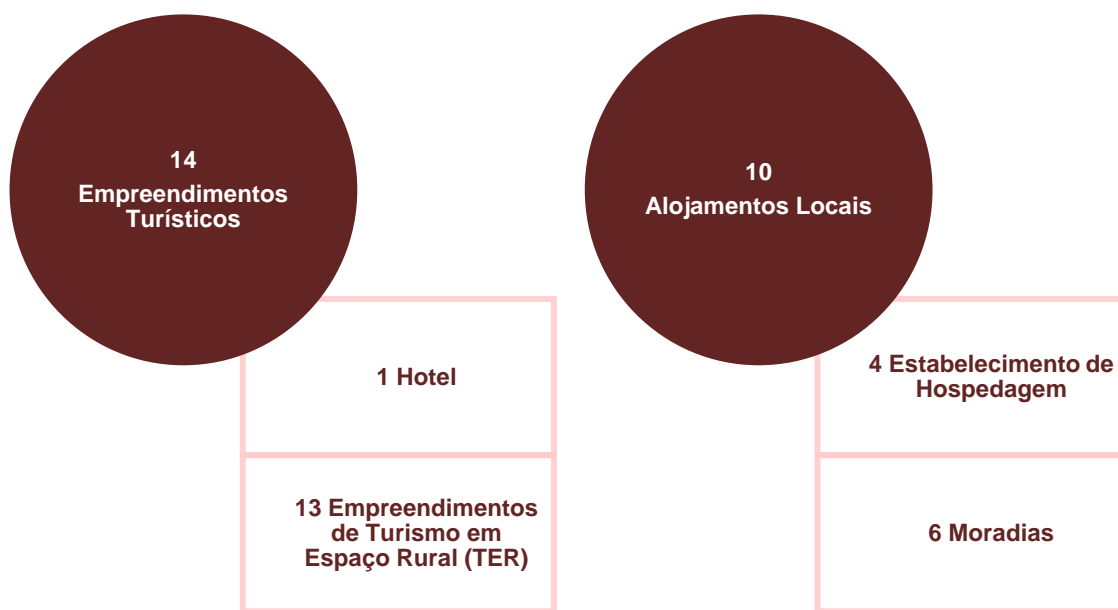 14
Empreendimentos
Turísticos
1 Hotel
13 Empreendimentos
de Turismo em
Espaço Rural (TER)
10
Alojamentos Locais
4 Estabelecimento de
Hospedagem
6 Moradias